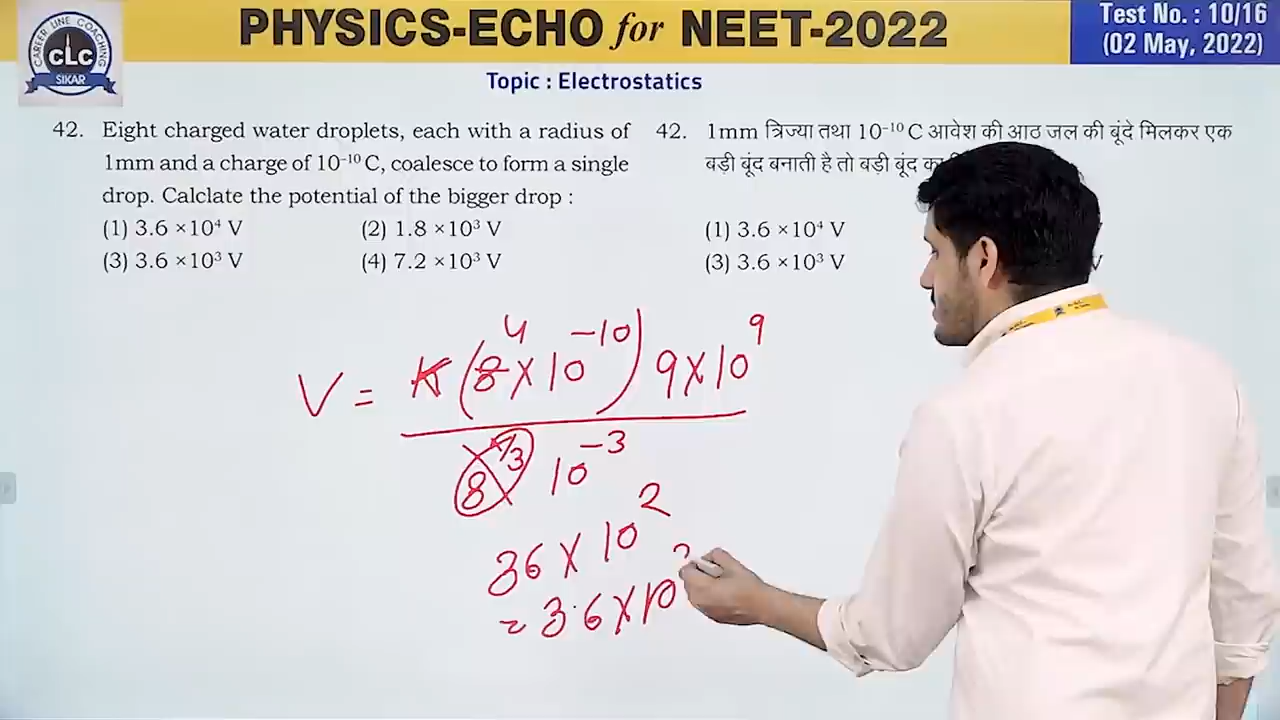 CAREER LINE COACHING
CLC
SIKAR
PHYSICS-ECHO for NEET-2022
Test No. : 10/16
(02 May, 2022)
Topic : Electrostatics
42. Eight charged water droplets, each with a radius of
1mm and a charge of 10⁻¹⁰ C, coalesce to form a single
drop. Calclate the potential of the bigger drop :
(1) 3.6 ×10⁴ V (2) 1.8 ×10³ V
(3) 3.6 ×10³ V (4) 7.2 ×10³ V
42. 1mm त्रिज्या तथा 10⁻¹⁰ C आवेश की आठ जल की बूंदे मिलकर एक
बड़ी बूंद बनाती है तो बड़ी बूंद का
(1) 3.6 ×10⁴ V
(3) 3.6 ×10³ V V
V = K(8 4 × 10⁻¹⁰) 9×10⁹
8^1/3 10⁻³
36 × 10²
= 3.6 × 10